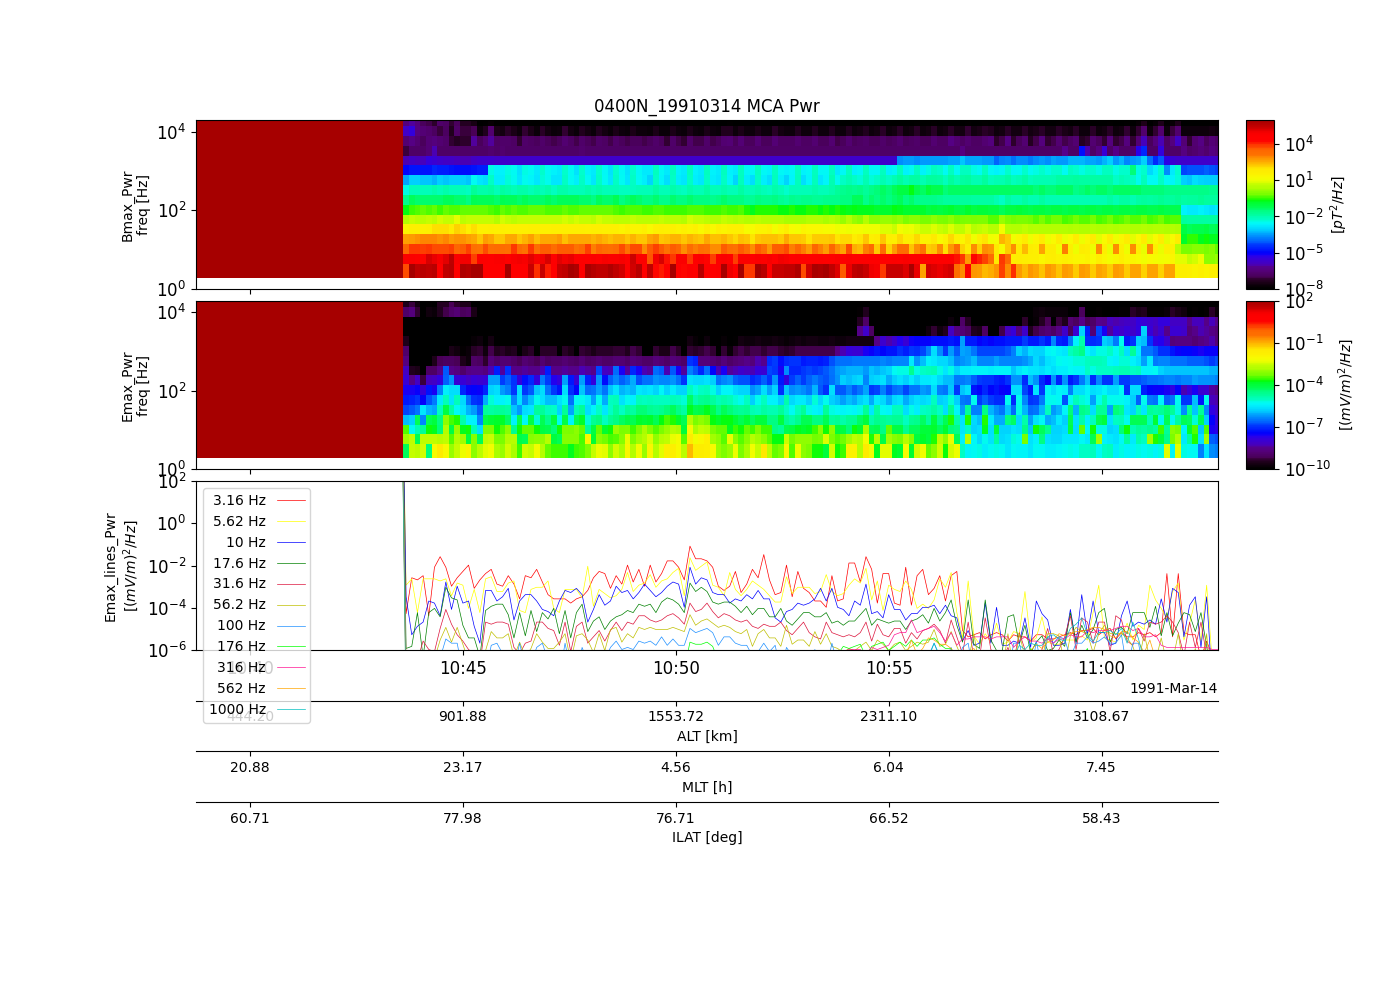 0400N_19910314 MCA Pwr
Bmax_Pwr
freq [Hz]
10^4
10^2
10^0
10^4
10^1
10^-2
10^-5
10^-8
[pT^2/Hz]
Emax_Pwr
freq [Hz]
10^4
10^2
10^0
10^2
10^-1
10^-4
10^-7
10^-10
[(mV/m)^2/Hz]
Emax_lines_Pwr
[(mV/m)^2/Hz]
10^2
10^0
10^-2
10^-4
10^-6
3.16 Hz
5.62 Hz
10 Hz
17.6 Hz
31.6 Hz
56.2 Hz
100 Hz
176 Hz
316 Hz
562 Hz
1000 Hz
10:40 10:45 10:50 10:55 11:00
1991-Mar-14
444.20 901.88 1553.72 2311.10 3108.67
ALT [km]
20.88 23.17 4.56 6.04 7.45
MLT [h]
60.71 77.98 76.71 66.52 58.43
ILAT [deg]